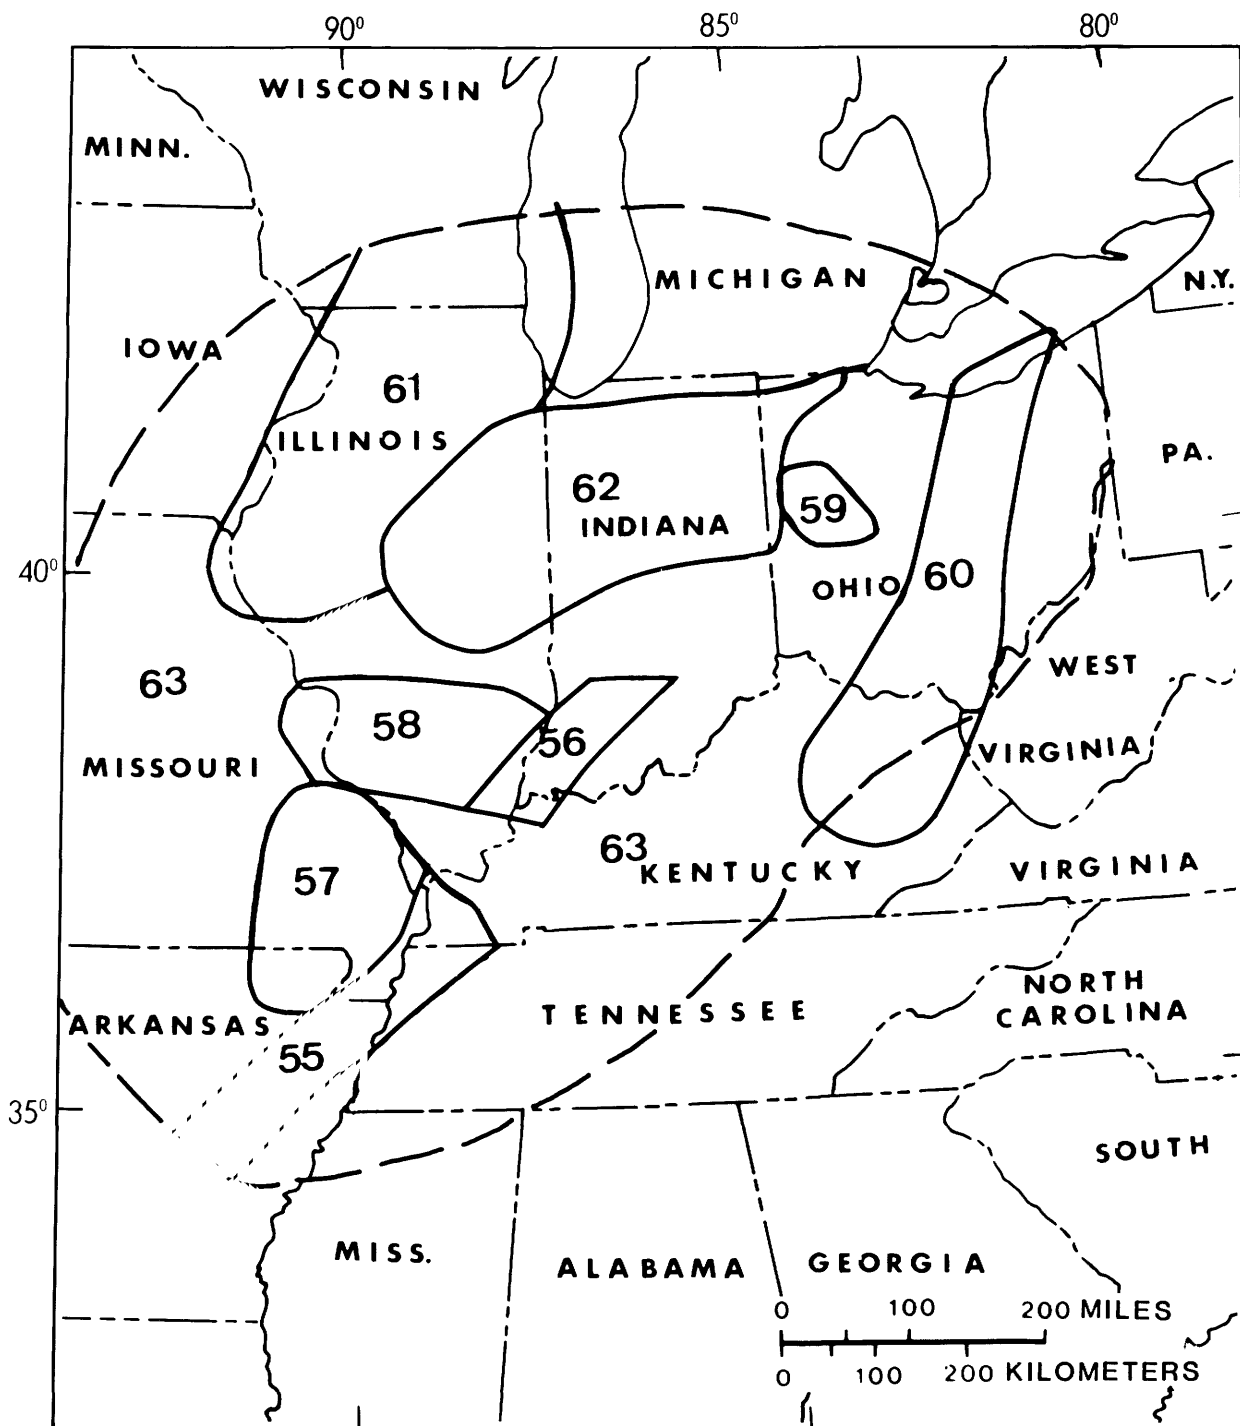 90⁰ 85⁰ 80⁰
WISCONSIN
MINN.
MICHIGAN
N.Y.
IOWA
61
ILLINOIS
PA.
62
INDIANA
59
40⁰
OHIO
60
WEST
VIRGINIA
63
58
56
MISSOURI
63
KENTUCKY
VIRGINIA
57
NORTH
CAROLINA
TENNESSEE
ARKANSAS
55
35⁰
SOUTH
MISS.
ALABAMA
GEORGIA
0 100 200 MILES
0 100 200 KILOMETERS